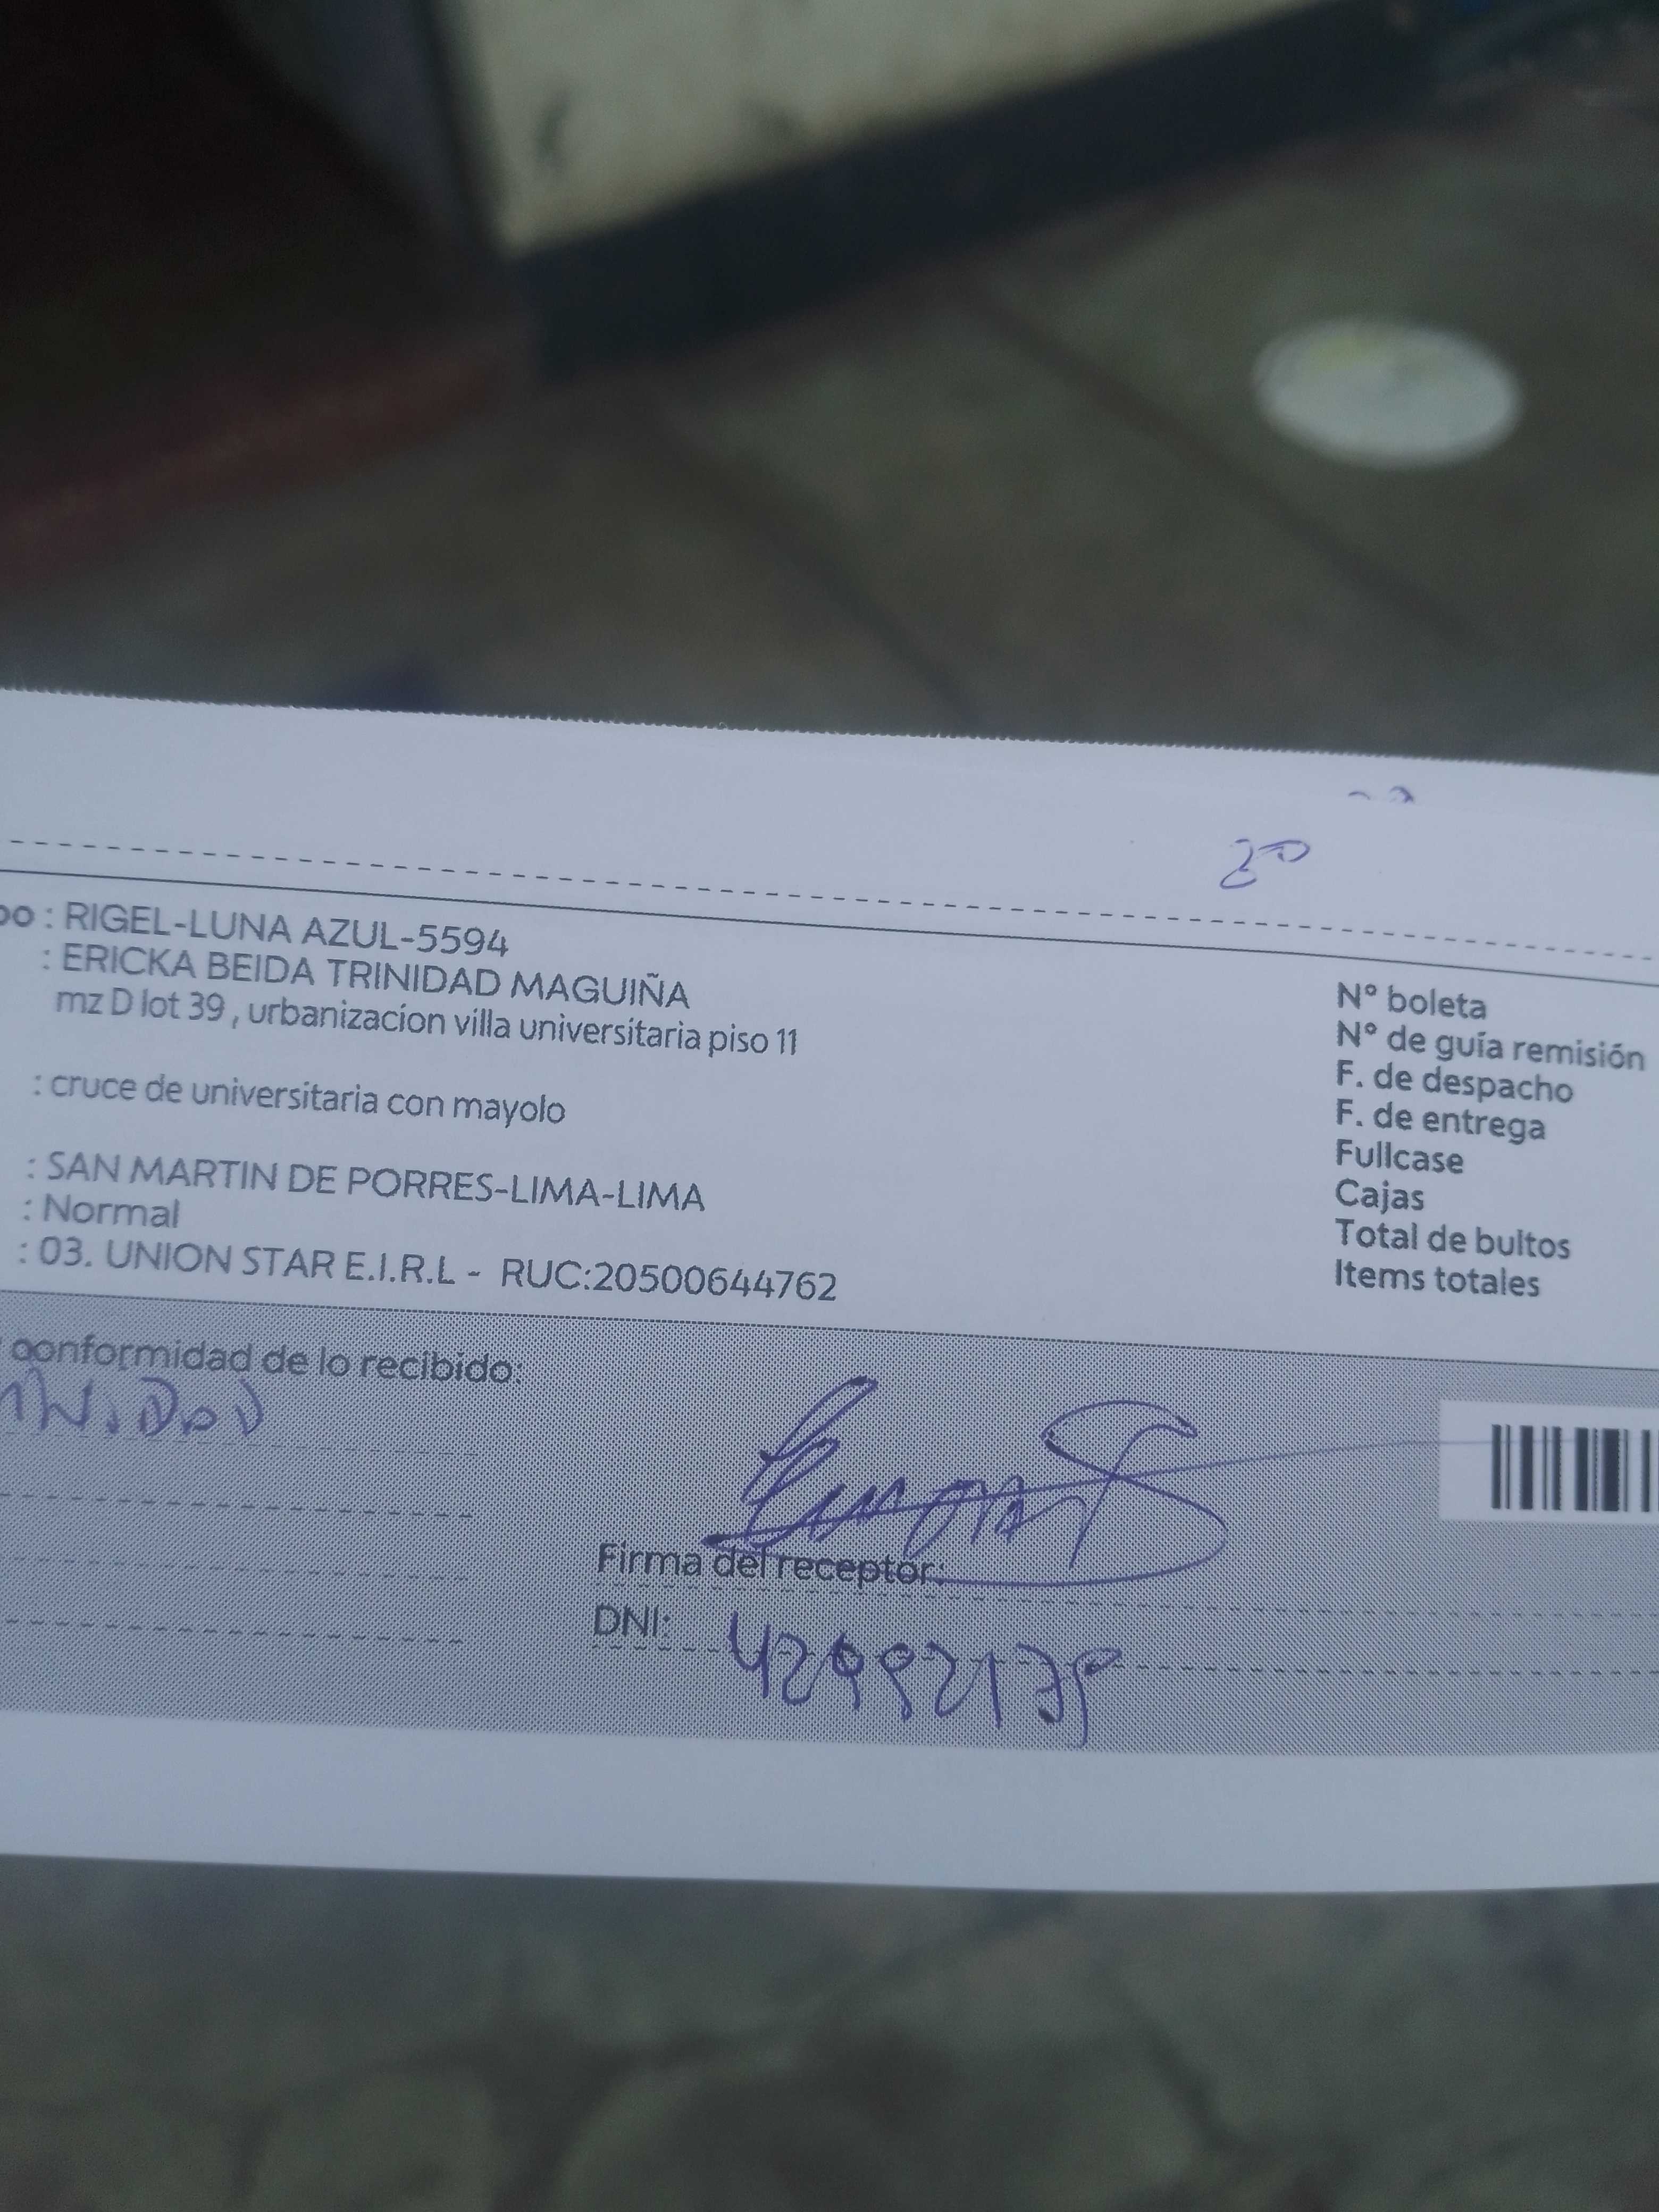 : RIGEL-LUNA AZUL-5594
: ERICKA BEIDA TRINIDAD MAGUIÑA
mz D lot 39 , urbanizacion villa universitaria piso 11
: cruce de universitaria con mayolo
: SAN MARTIN DE PORRES-LIMA-LIMA
: Normal
: 03. UNION STAR E.I.R.L - RUC:20500644762
N° boleta
N° de guía remisión
F. de despacho
F. de entrega
Fullcase
Cajas
Total de bultos
Items totales
conformidad de lo recibido:
Firma del receptor:
DNI: